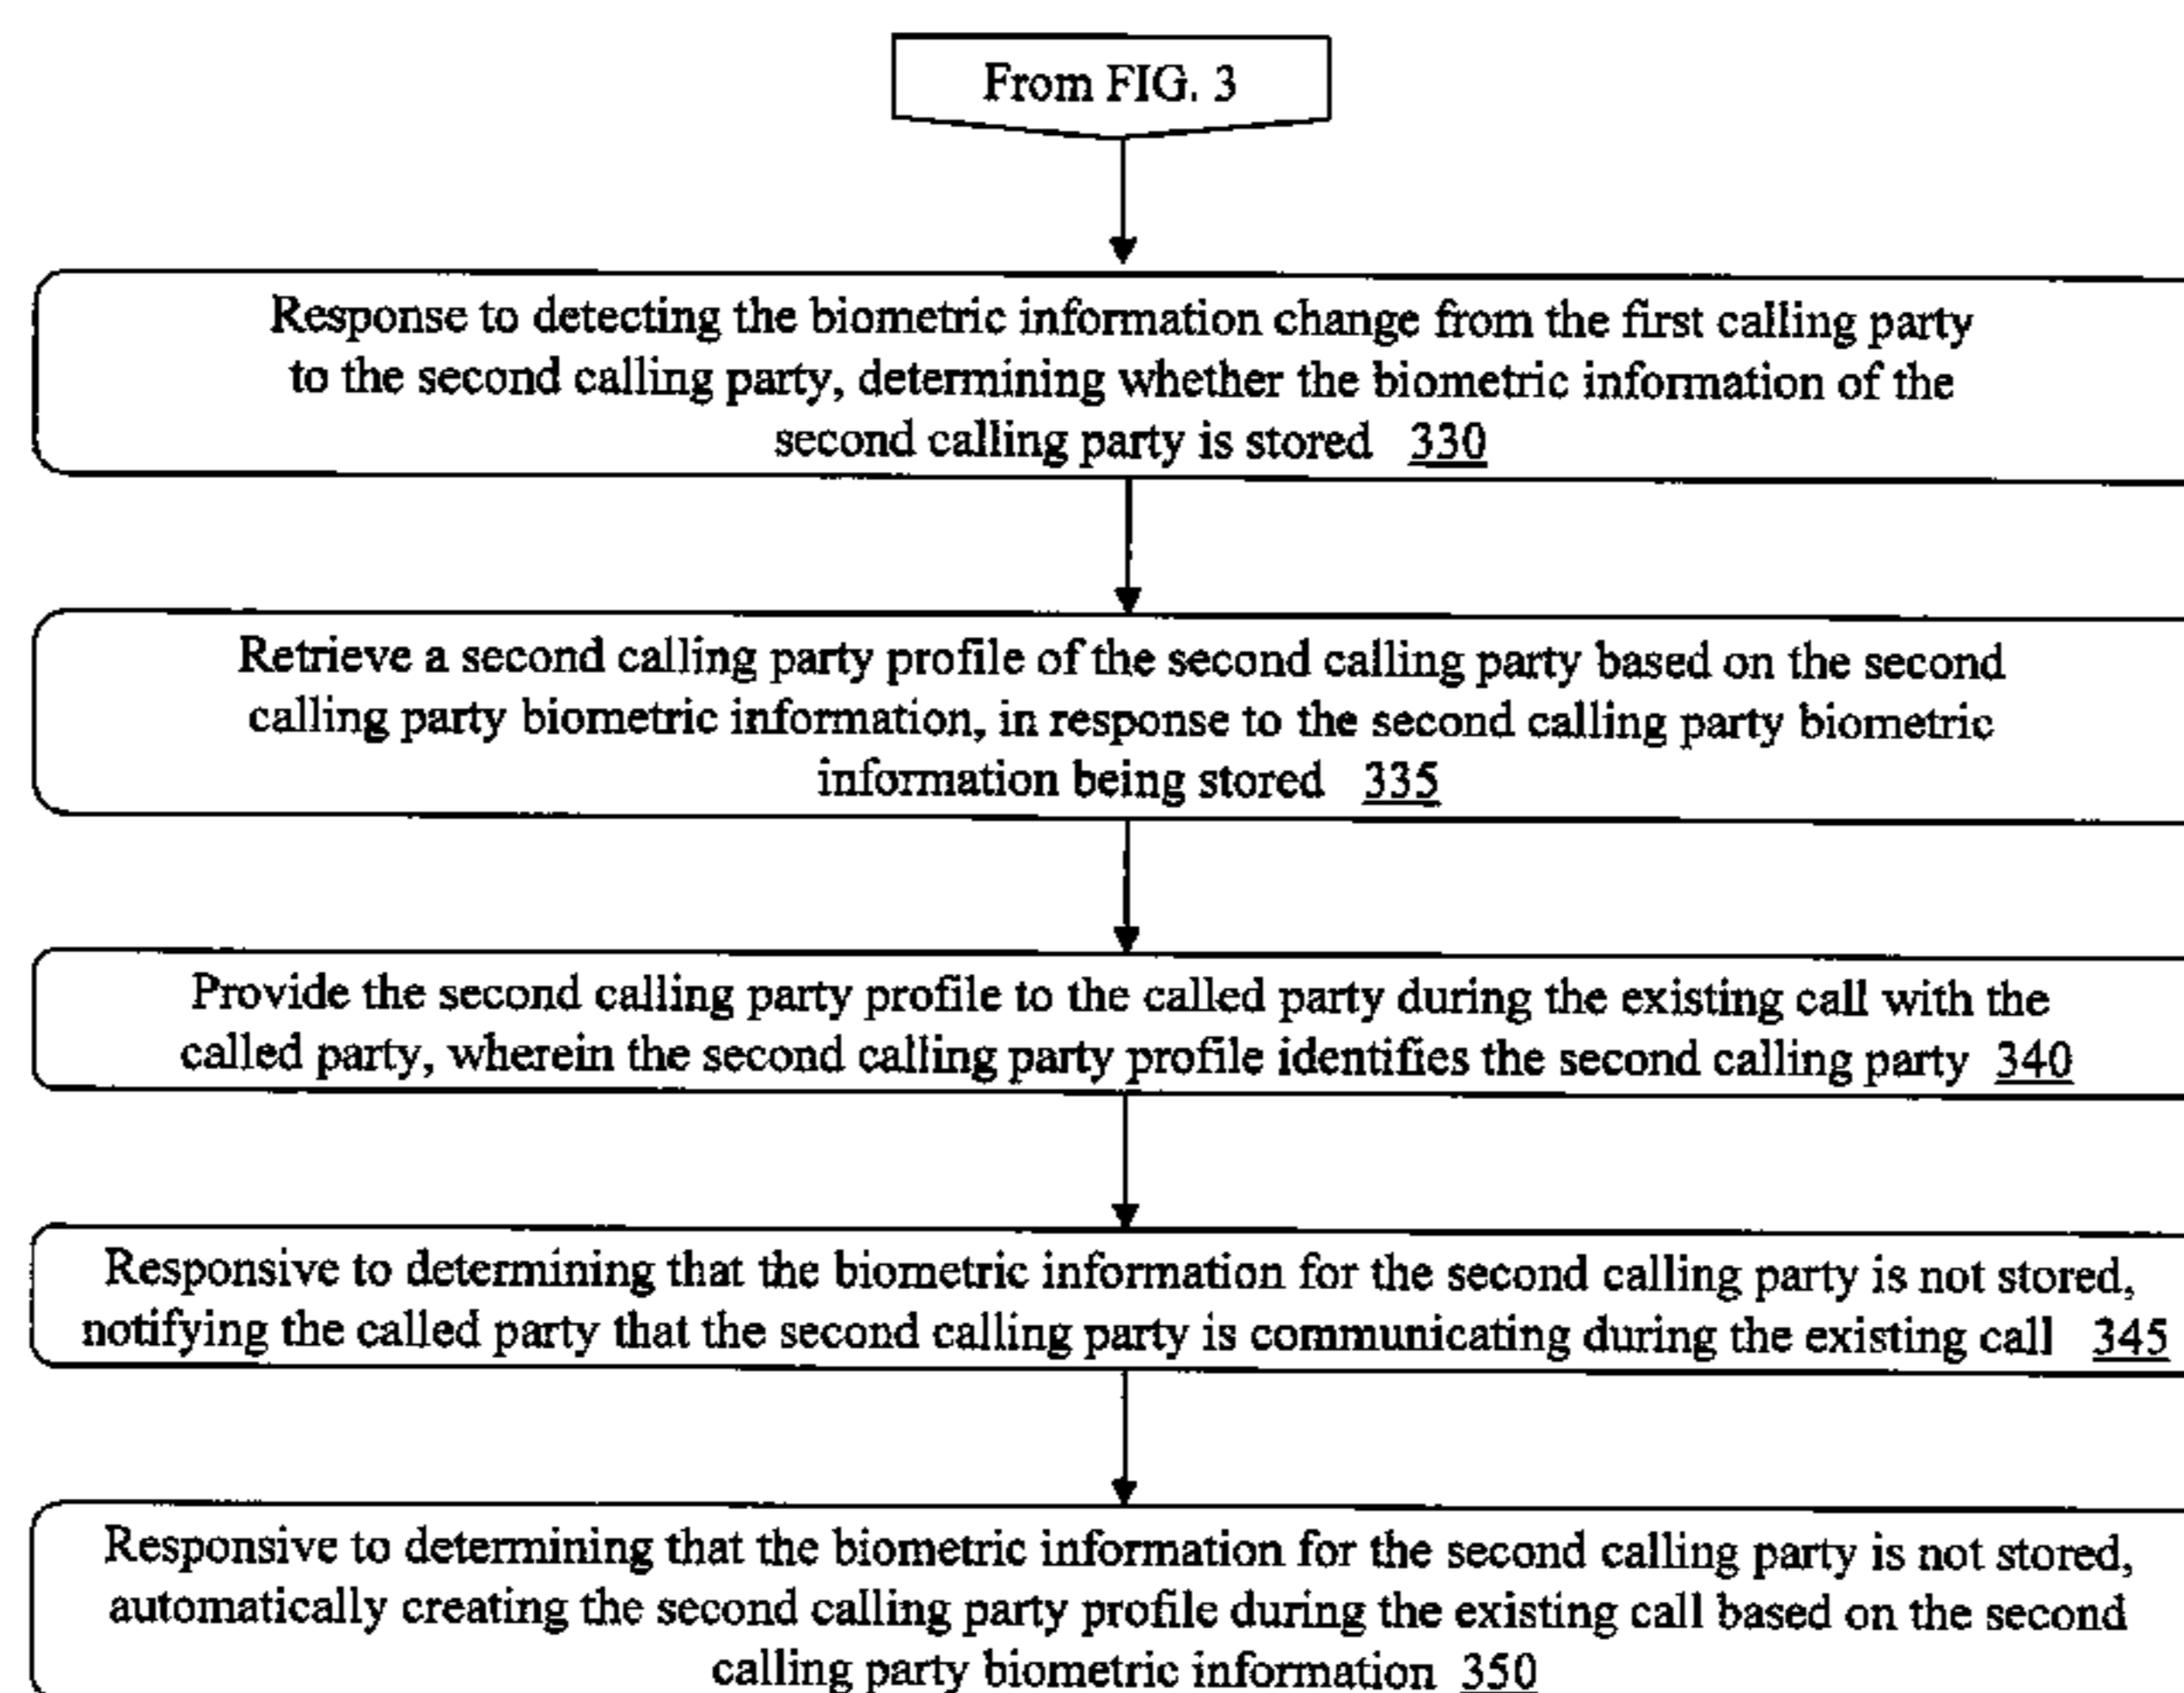 From FIG. 3
Response to detecting the biometric information change from the first calling party
to the second calling party, determining whether the biometric information of the
second calling party is stored 330
Retrieve a second calling party profile of the second calling party based on the second
calling party biometric information, in response to the second calling party biometric
information being stored 335
Provide the second calling party profile to the called party during the existing call with the
called party, wherein the second calling party profile identifies the second calling party 340
Responsive to determining that the biometric information for the second calling party is not stored,
notifying the called party that the second calling party is communicating during the existing call 345
Responsive to determining that the biometric information for the second calling party is not stored,
automatically creating the second calling party profile during the existing call based on the second
calling party biometric information 350